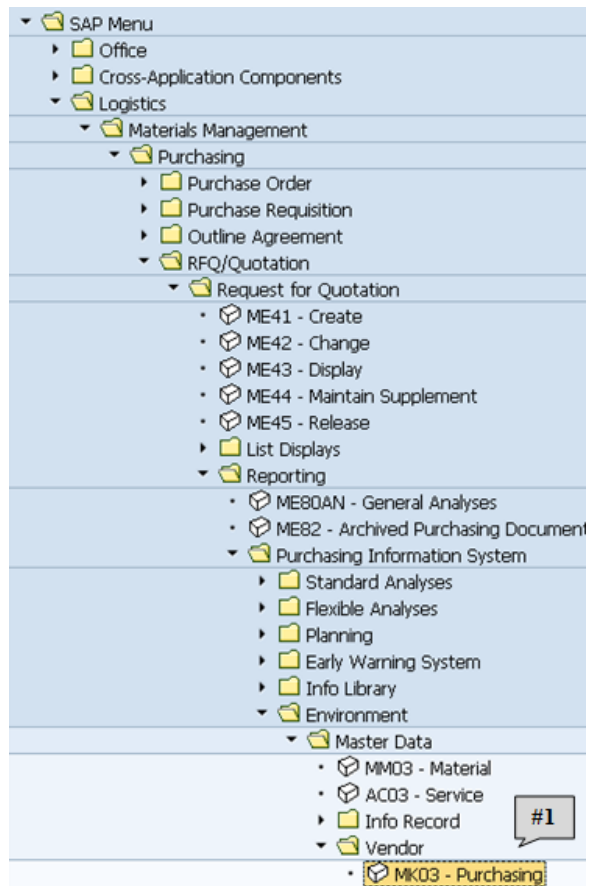 SAP Menu
Office
Cross-Application Components
Logistics
Materials Management
Purchasing
Purchase Order
Purchase Requisition
Outline Agreement
RFQ/Quotation
Request for Quotation
ME41 - Create
ME42 - Change
ME43 - Display
ME44 - Maintain Supplement
ME45 - Release
List Displays
Reporting
ME80AN - General Analyses
ME82 - Archived Purchasing Document
Purchasing Information System
Standard Analyses
Flexible Analyses
Planning
Early Warning System
Info Library
Environment
Master Data
MM03 - Material
AC03 - Service
Info Record
#1
Vendor
MK03 - Purchasing